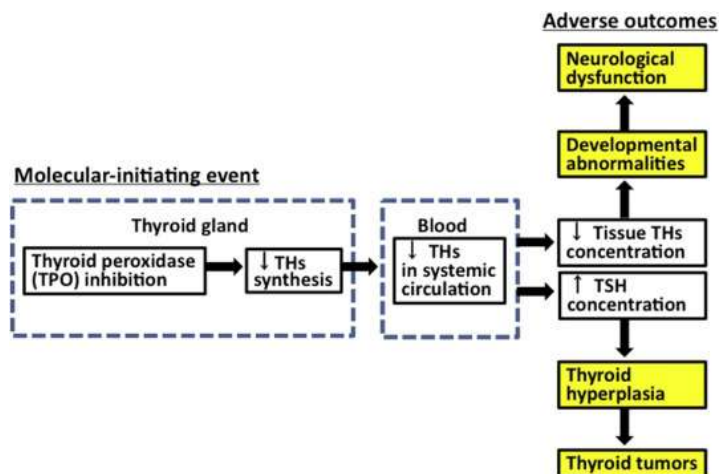 Adverse outcomes
Neurological
dysfunction
Developmental
abnormalities
Molecular-initiating event
Thyroid gland
Thyroid peroxidase
(TPO) inhibition
↓ THs
synthesis
Blood
↓ THs
in systemic
circulation
↓ Tissue THs
concentration
↑ TSH
concentration
Thyroid
hyperplasia
Thyroid tumors